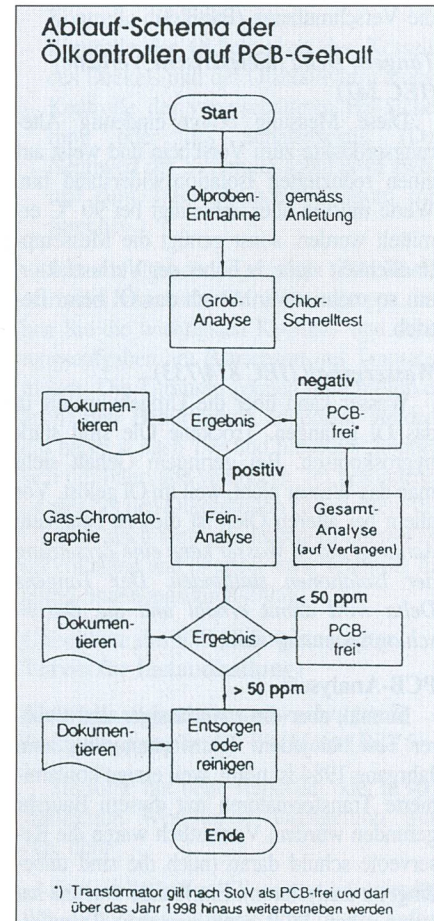 Ablauf-Schema der
Ölkontrollen auf PCB-Gehalt
Start
Ölproben-
Entnahme
gemäss
Anleitung
Grob-
Analyse
Chlor-
Schnelltest
negativ
Dokumen-
tieren
Ergebnis
PCB-
frei*
positiv
Gas-Chromato-
graphie
Fein-
Analyse
Gesamt-
Analyse
(auf Verlangen)
< 50 ppm
Dokumen-
tieren
Ergebnis
PCB-
frei*
> 50 ppm
Dokumen-
tieren
Entsorgen
oder
reinigen
Ende
*) Transformator gilt nach StoV als PCB-frei und darf
über das Jahr 1998 hinaus weiterbetrieben werden